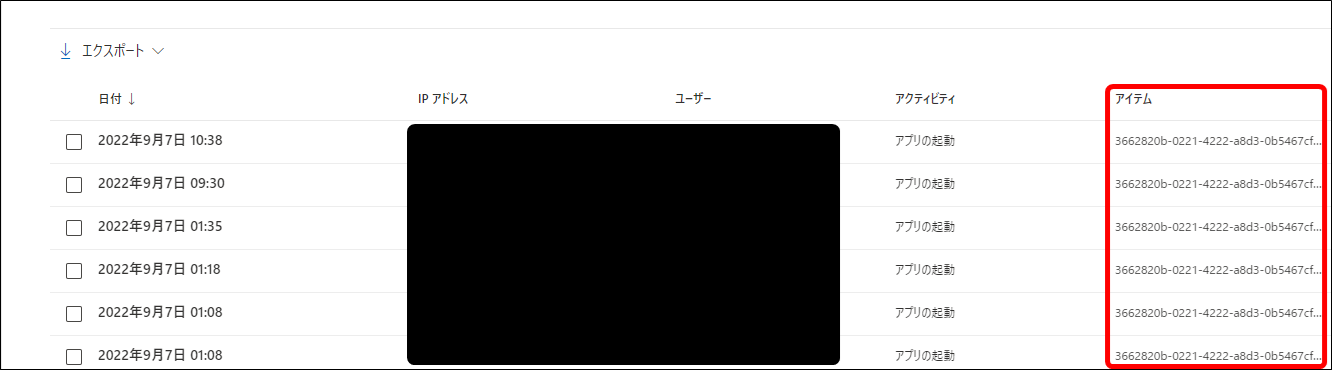 エクスポート
日付 ↓ IP アドレス ユーザー アクティビティ アイテム
2022年9月7日 10:38 アプリの起動 3662820b-0221-4222-a8d3-0b5467cf...
2022年9月7日 09:30 アプリの起動 3662820b-0221-4222-a8d3-0b5467cf...
2022年9月7日 01:35 アプリの起動 3662820b-0221-4222-a8d3-0b5467cf...
2022年9月7日 01:18 アプリの起動 3662820b-0221-4222-a8d3-0b5467cf...
2022年9月7日 01:08 アプリの起動 3662820b-0221-4222-a8d3-0b5467cf...
2022年9月7日 01:08 アプリの起動 3662820b-0221-4222-a8d3-0b5467cf...